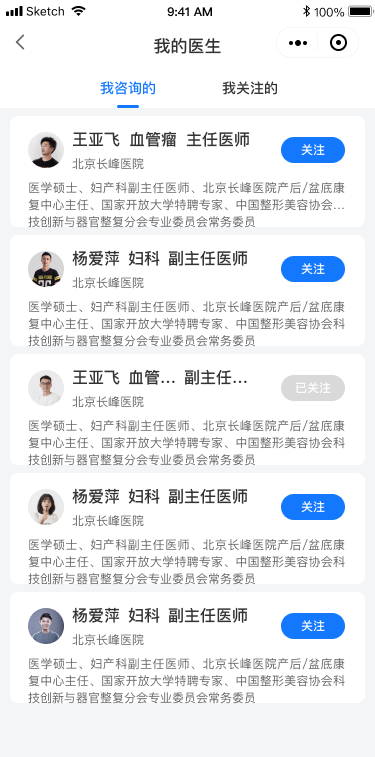 Sketch 9:41 AM 100%
我的医生
我咨询的 我关注的
王亚飞 血管瘤 主任医师
北京长峰医院
关注
医学硕士、妇产科副主任医师、北京长峰医院产后/盆底康
复中心主任、国家开放大学特聘专家、中国整形美容协会...
技创新与器官整复分会专业委员会常务委员
杨爱萍 妇科 副主任医师
北京长峰医院
关注
医学硕士、妇产科副主任医师、北京长峰医院产后/盆底康
复中心主任、国家开放大学特聘专家、中国整形美容协会科
技创新与器官整复分会专业委员会常务委员
王亚飞 血管... 副主任...
北京长峰医院
已关注
医学硕士、妇产科副主任医师、北京长峰医院产后/盆底康
复中心主任、国家开放大学特聘专家、中国整形美容协会科
技创新与器官整复分会专业委员会常务委员
杨爱萍 妇科 副主任医师
北京长峰医院
关注
医学硕士、妇产科副主任医师、北京长峰医院产后/盆底康
复中心主任、国家开放大学特聘专家、中国整形美容协会科
技创新与器官整复分会专业委员会常务委员
杨爱萍 妇科 副主任医师
北京长峰医院
关注
医学硕士、妇产科副主任医师、北京长峰医院产后/盆底康
复中心主任、国家开放大学特聘专家、中国整形美容协会科
技创新与器官整复分会专业委员会常务委员